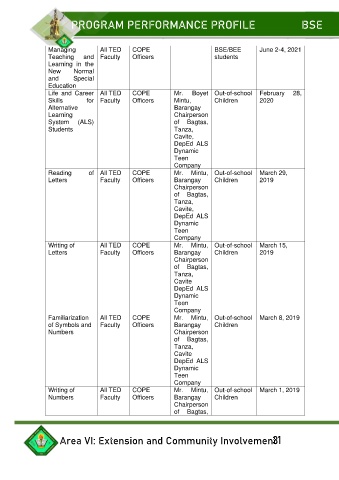 PROGRAM PERFORMANCE PROFILE BSE
Managing All TED COPE BSE/BEE June 2-4, 2021
Teaching and Faculty Officers students
Learning in the
New Normal
and Special
Education
Life and Career All TED COPE Mr. Boyet Out-of-school February 28,
Skills for Faculty Officers Mintu, Children 2020
Alternative Barangay
Learning Chairperson
System (ALS) of Bagtas,
Students Tanza,
Cavite,
DepEd ALS
Dynamic
Teen
Company
Reading of All TED COPE Mr. Mintu, Out-of-school March 29,
Letters Faculty Officers Barangay Children 2019
Chairperson
of Bagtas,
Tanza,
Cavite,
DepEd ALS
Dynamic
Teen
Company
Writing of All TED COPE Mr. Mintu, Out-of-school March 15,
Letters Faculty Officers Barangay Children 2019
Chairperson
of Bagtas,
Tanza,
Cavite
DepEd ALS
Dynamic
Teen
Company
Familiarization All TED COPE Mr. Mintu, Out-of-school March 8, 2019
of Symbols and Faculty Officers Barangay Children
Numbers Chairperson
of Bagtas,
Tanza,
Cavite
DepEd ALS
Dynamic
Teen
Company
Writing of All TED COPE Mr. Mintu, Out-of-school March 1, 2019
Numbers Faculty Officers Barangay Children
Chairperson
of Bagtas,
Area VI: Extension and Community Involvement 31